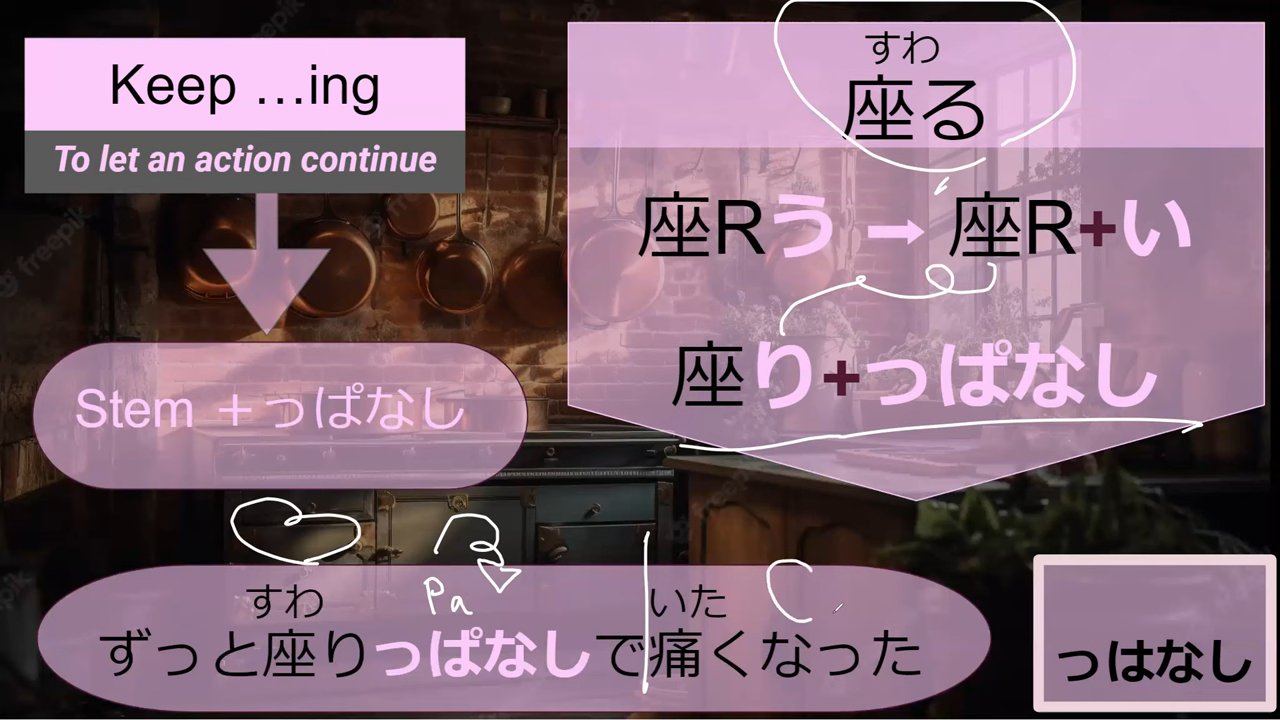 Keep …ing
To let an action continue
Stem ＋っぱなし
すわ
座る
座Rう→座R+い
座り+っぱなし
Pa
すわ いた
ずっと座りっぱなしで痛くなった
っはなし